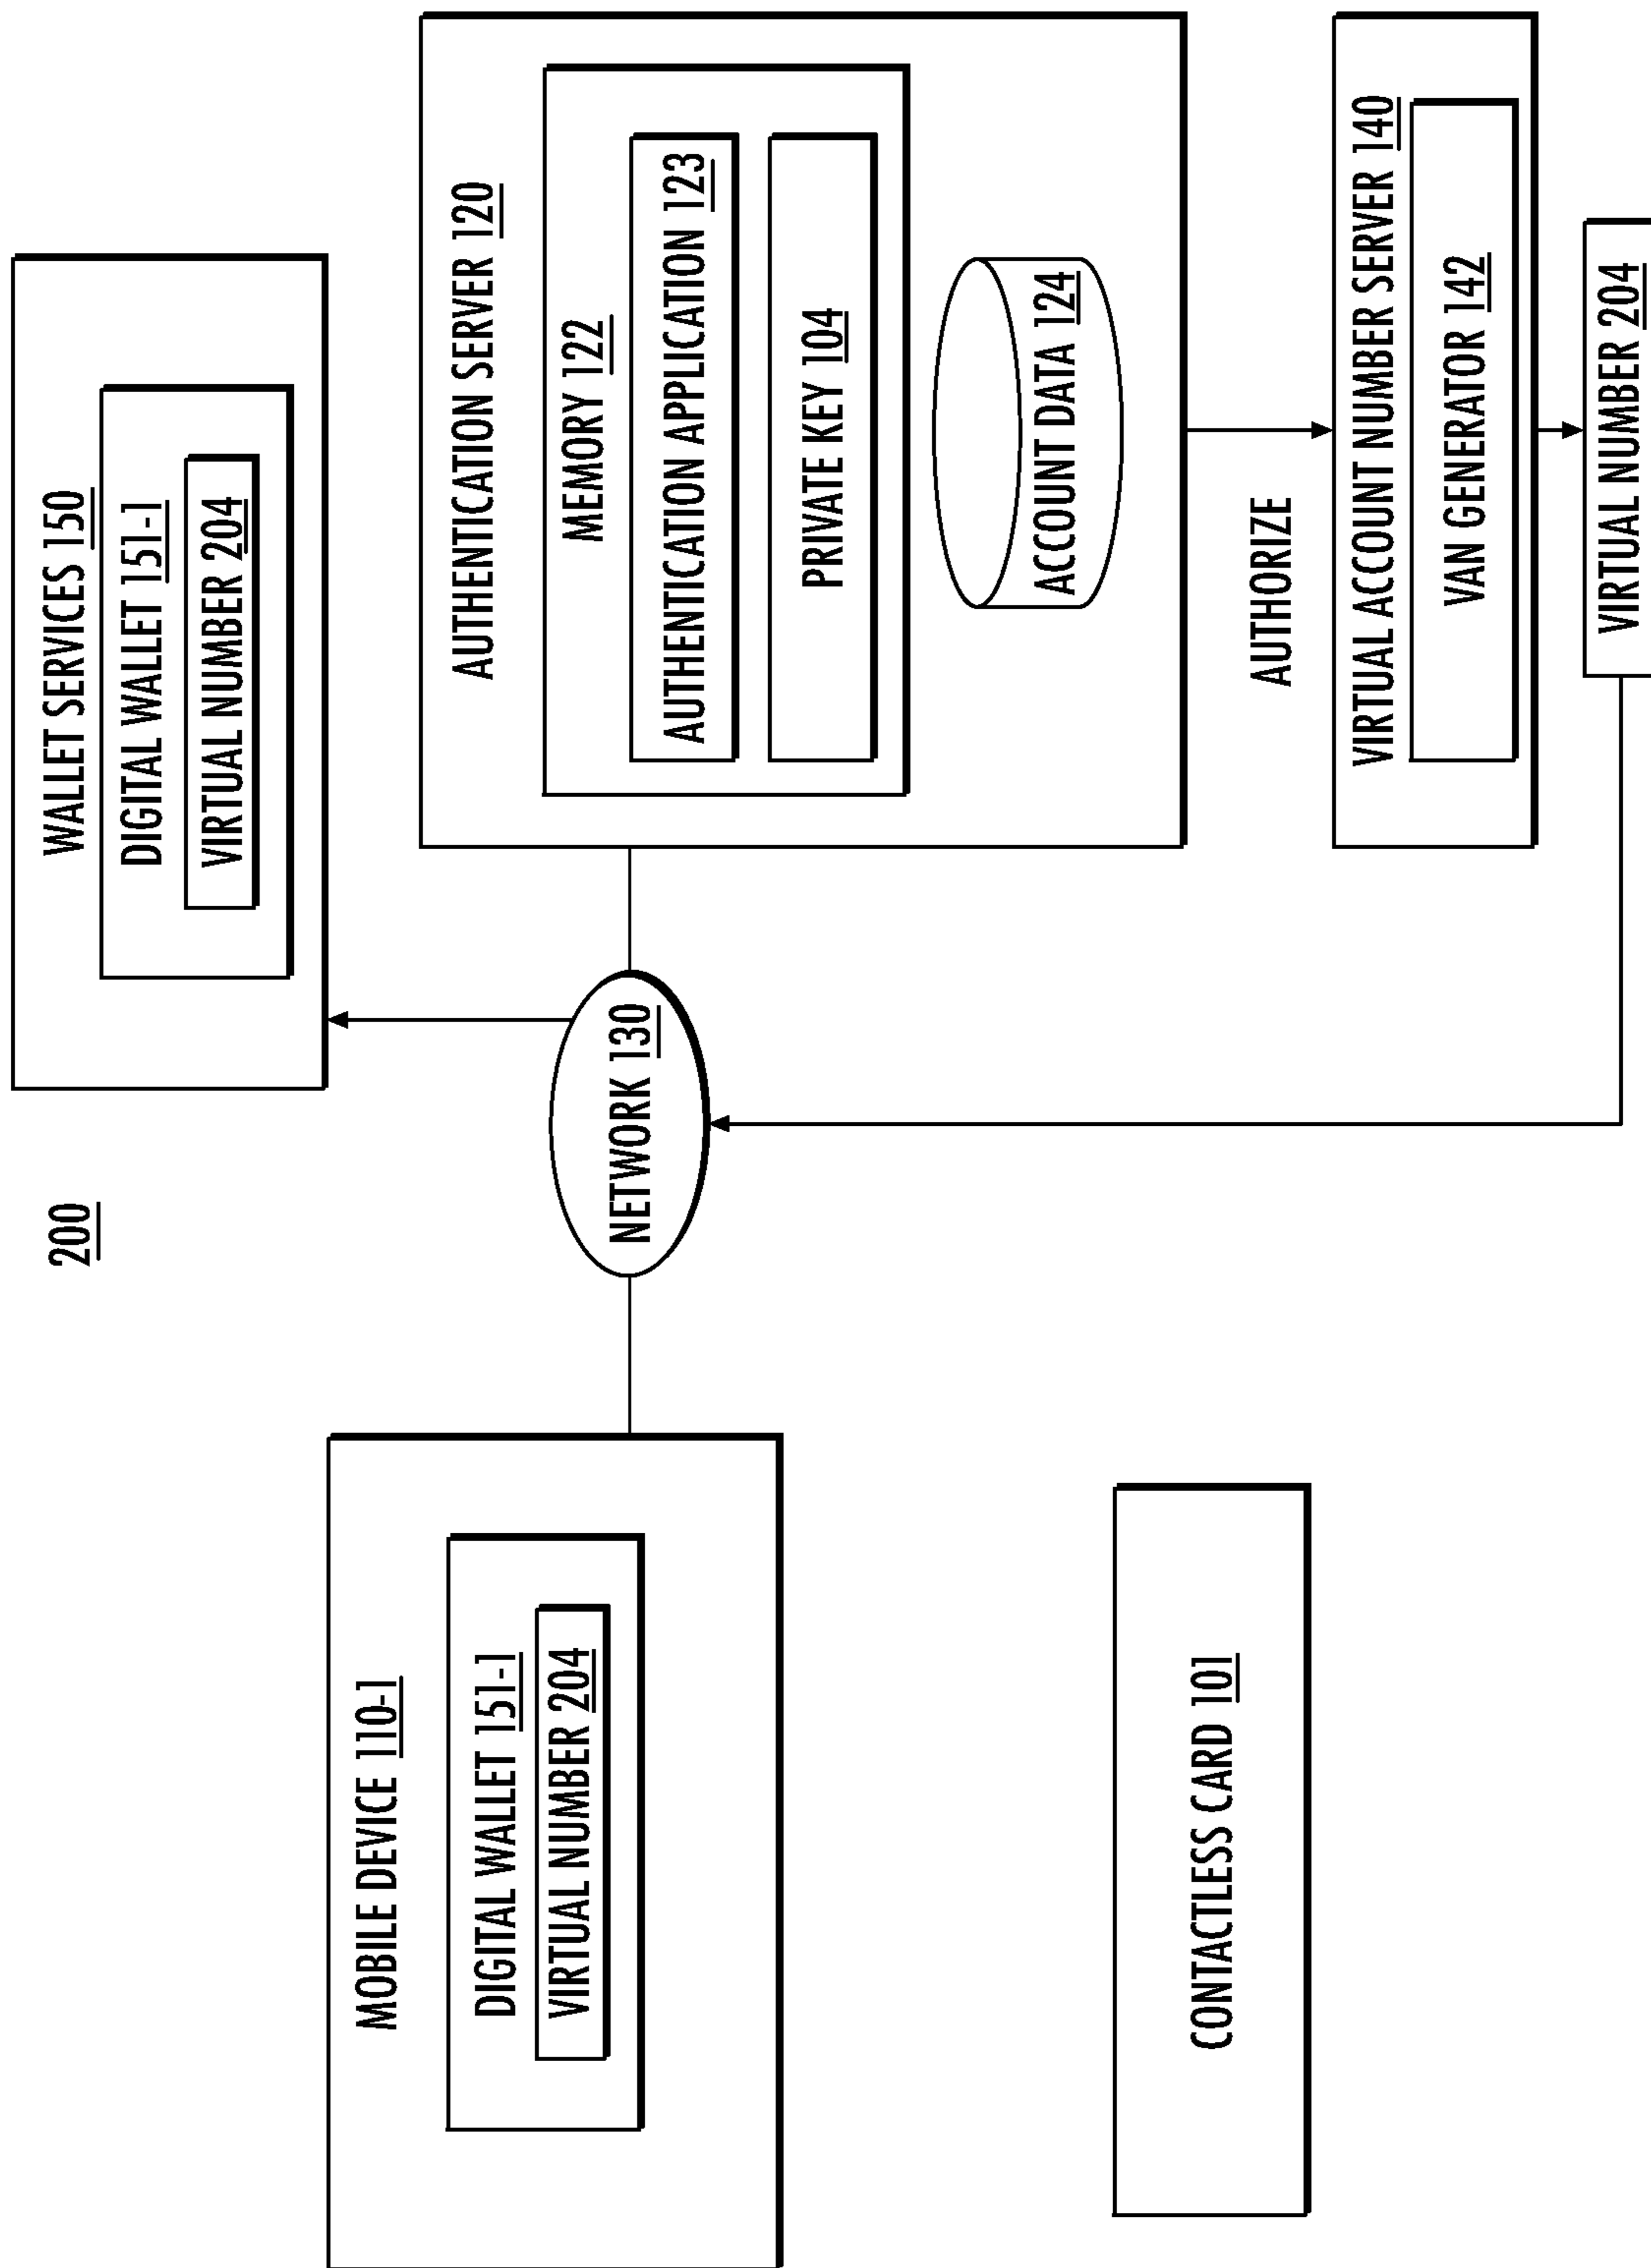 200
WALLET SERVICES 150
DIGITAL WALLET 151-1
VIRTUAL NUMBER 204
MOBILE DEVICE 110-1
DIGITAL WALLET 151-1
VIRTUAL NUMBER 204
NETWORK 130
AUTHENTICATION SERVER 120
MEMORY 122
AUTHENTICATION APPLICATION 123
PRIVATE KEY 104
ACCOUNT DATA 124
CONTACTLESS CARD 101
AUTHORIZE
VIRTUAL ACCOUNT NUMBER SERVER 140
VAN GENERATOR 142
VIRTUAL NUMBER 204